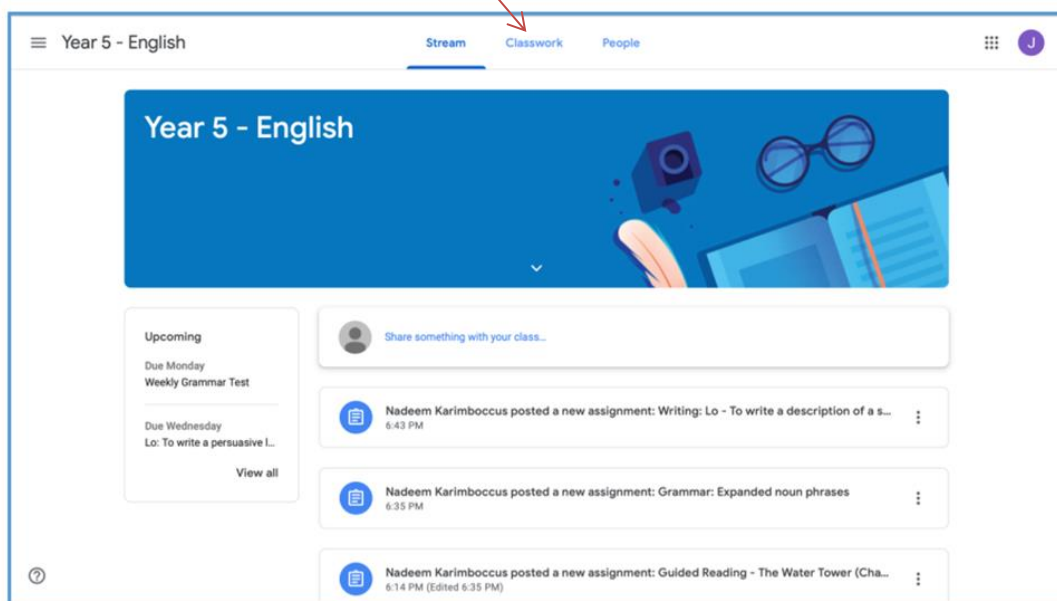 Year 5 - English
Stream Classwork People
J
Year 5 - English
Upcoming
Due Monday
Weekly Grammar Test
Due Wednesday
Lo: To write a persuasive l...
View all
Share something with your class...
Nadeem Karimboccus posted a new assignment: Writing: Lo - To write a description of a s...
6:43 PM
Nadeem Karimboccus posted a new assignment: Grammar: Expanded noun phrases
6:35 PM
Nadeem Karimboccus posted a new assignment: Guided Reading - The Water Tower (Cha...
6:14 PM (Edited 6:35 PM)